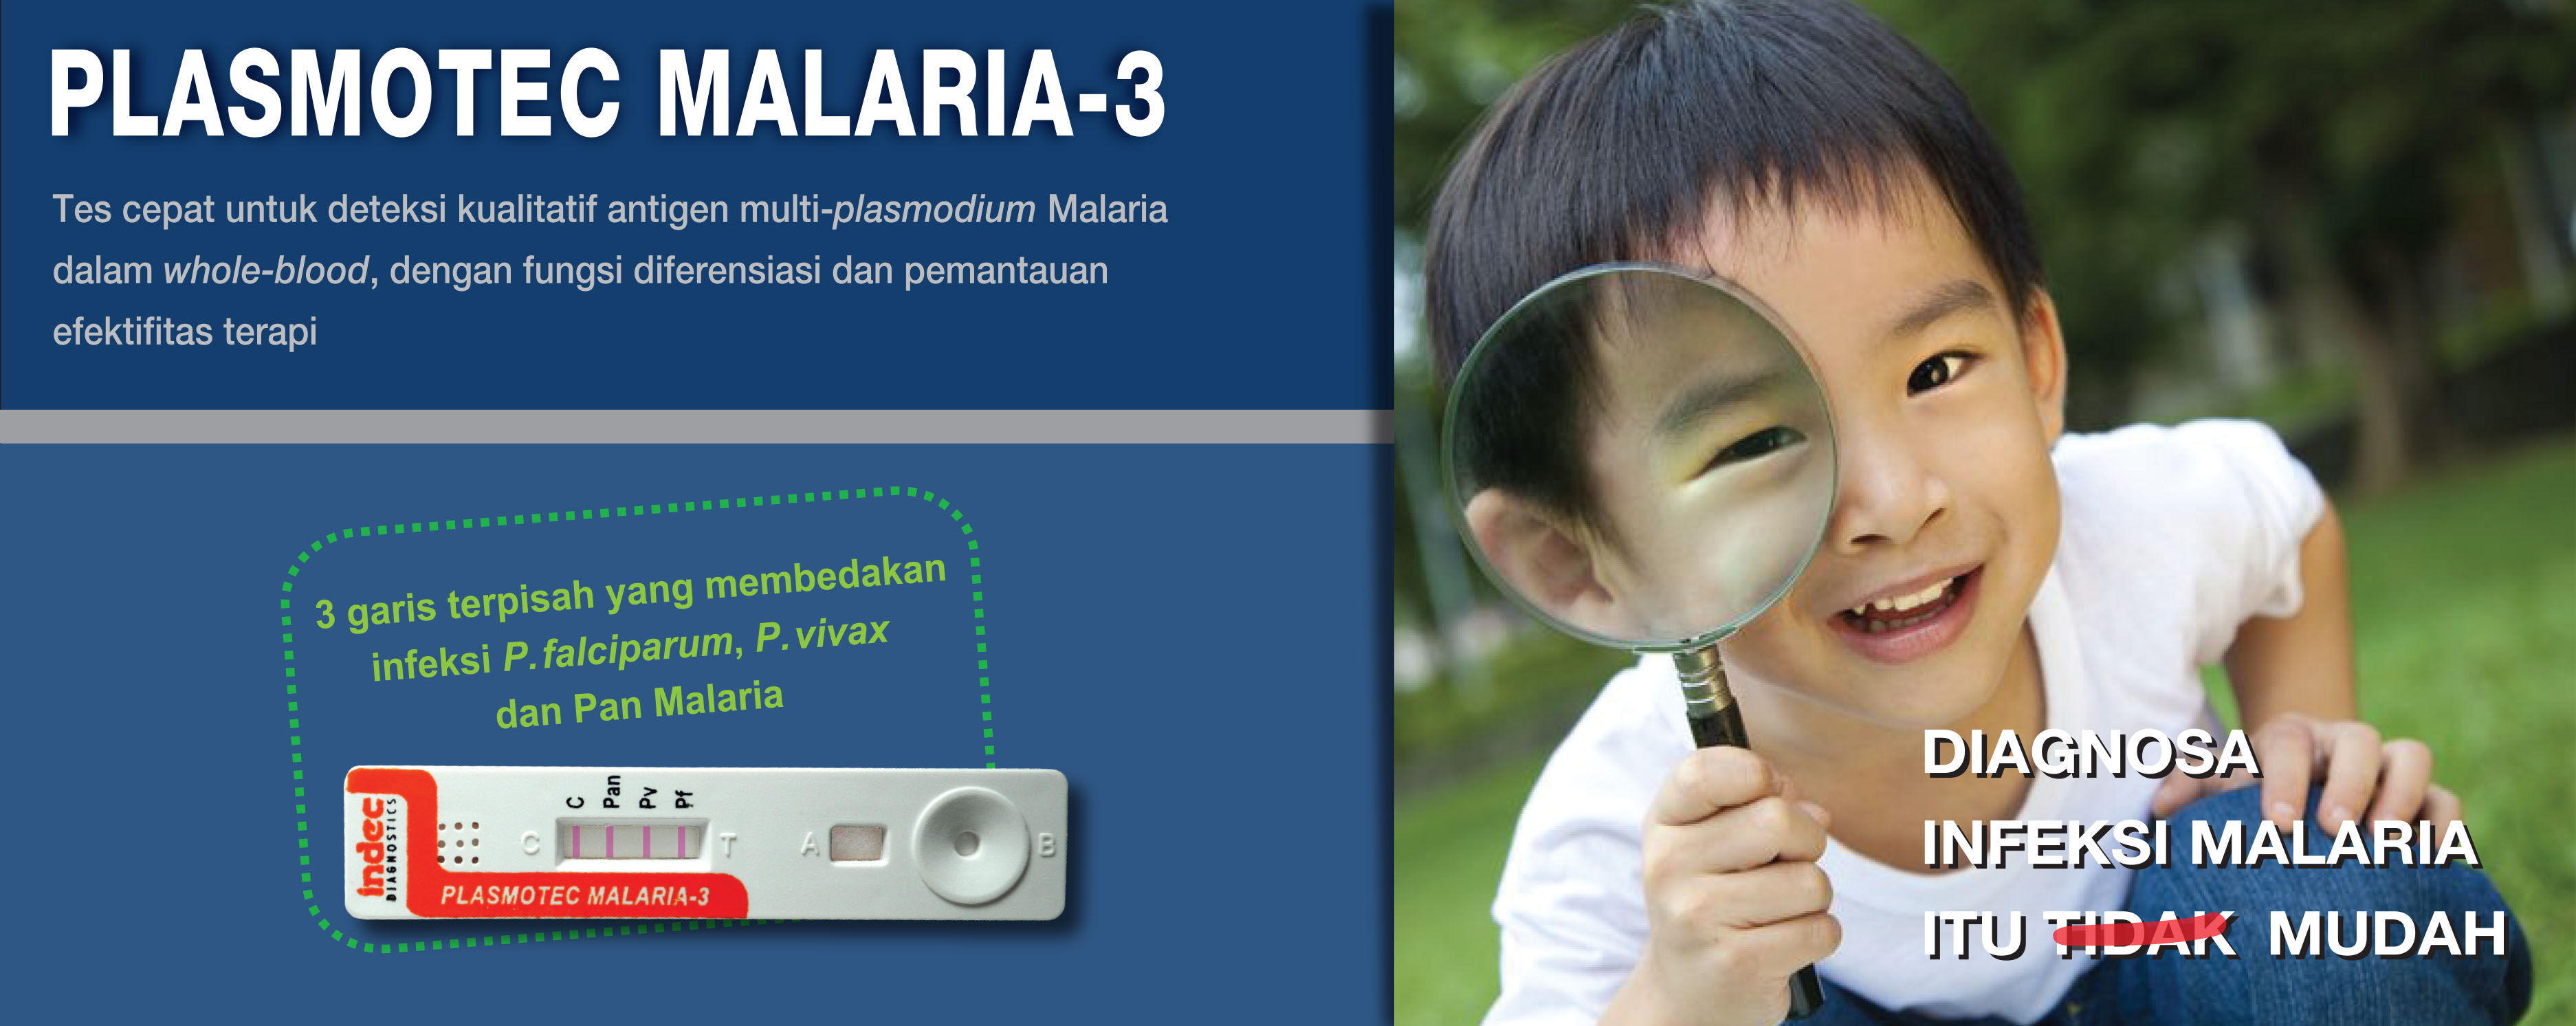 PLASMOTEC MALARIA-3
Tes cepat untuk deteksi kualitatif antigen multi-plasmodium Malaria
dalam whole-blood, dengan fungsi diferensiasi dan pemantauan
efektifitas terapi
3 garis terpisah yang membedakan
infeksi P. falciparum, P. vivax
dan Pan Malaria
indec
DIAGNOSTICS
C Pan Pv Pf
C T A B
PLASMOTEC MALARIA-3
DIAGNOSA
INFEKSI MALARIA
ITU TIDAK MUDAH